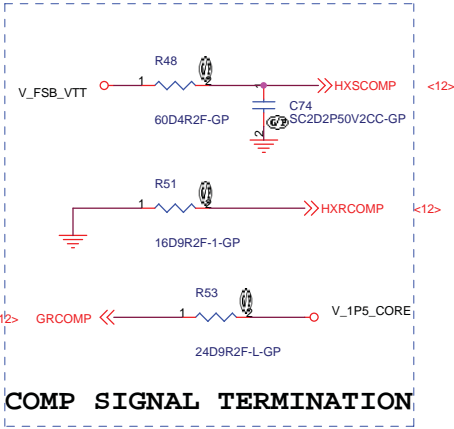 R48
1 2
V_FSB_VTT
HXSCOMP <12>
1
C74
SC2D2P50V2CC-GP
G/P
2
60D4R2F-GP
R51
1 2
HXRCOMP <12>
16D9R2F-1-GP
R53
1 2
V_1P5_CORE
12> GRCOMP
24D9R2F-L-GP
COMP SIGNAL TERMINATION